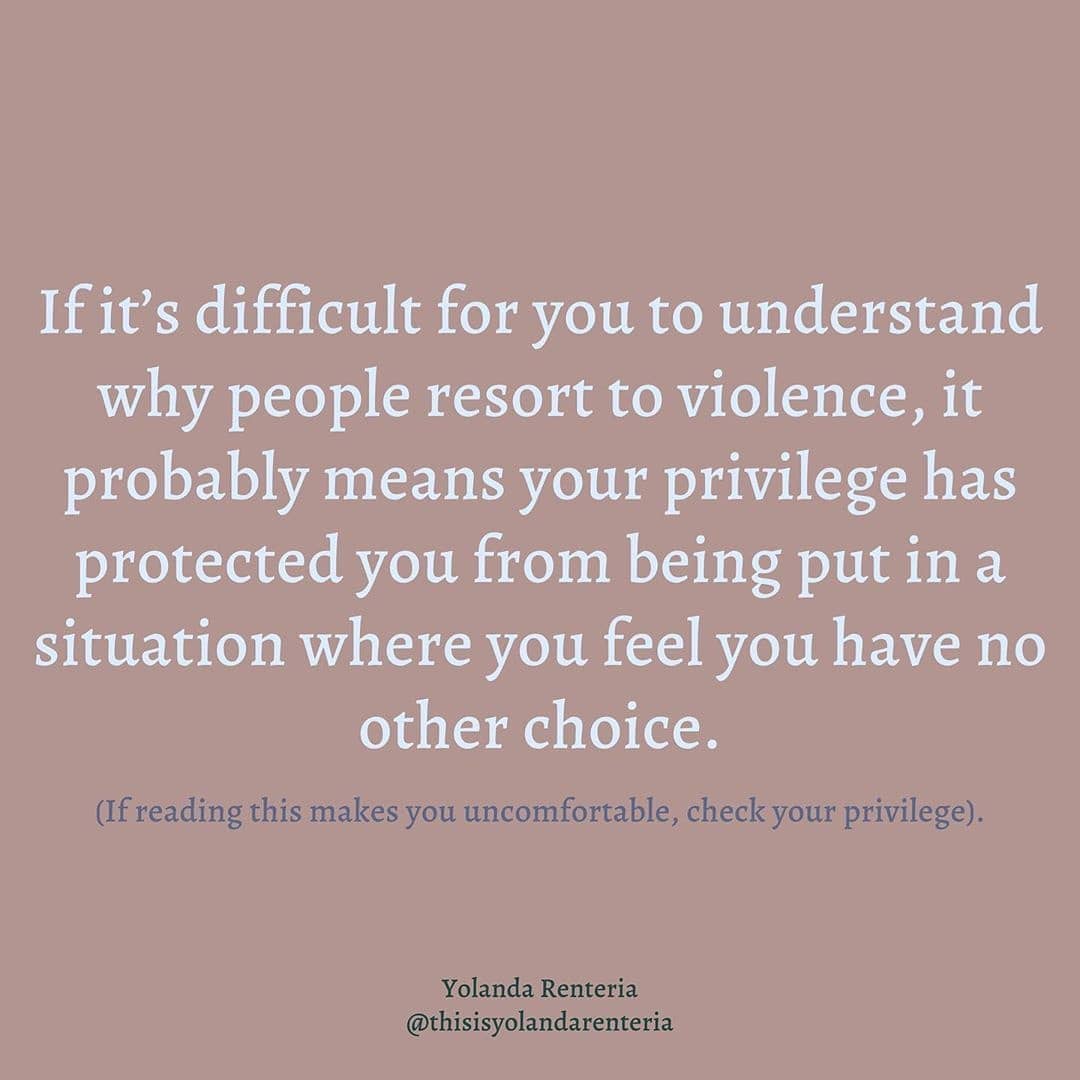 If it’s difficult for you to understand
why people resort to violence, it
probably means your privilege has
protected you from being put in a
situation where you feel you have no
other choice.
(If reading this makes you uncomfortable, check your privilege).
Yolanda Renteria
@thisisyolandarenteria